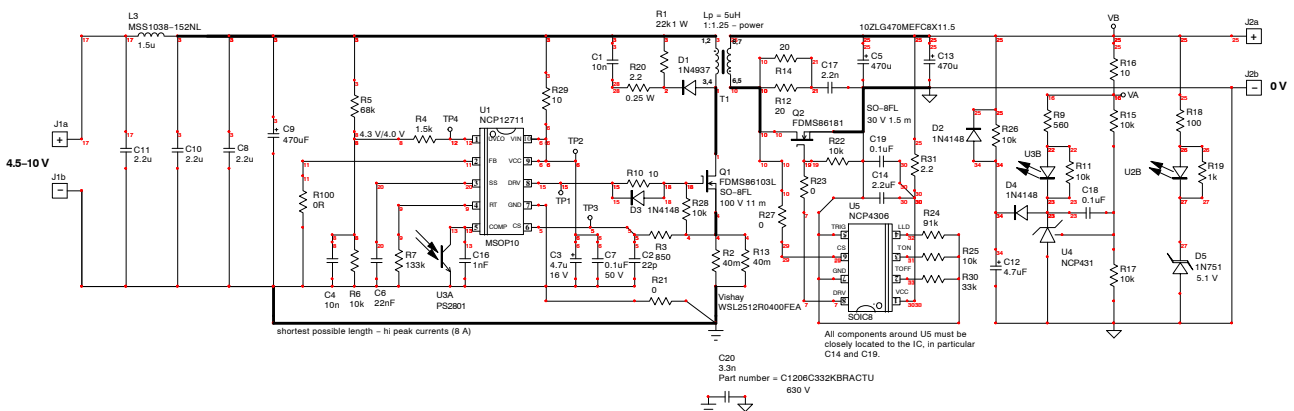 L3
MSS1038-152NL
1.5u
R1
22k1 W
Lp = 5uH
1:1.25 – power
10ZLG470MEFC8X11.5
VB
J2a
+
J2b
−
0 V
J1a
+
4.5–10 V
J1b
−
C11
2.2u
C10
2.2u
C8
2.2u
C9
470uF
R5
68k
4.3 V/4.0 V
R4
1.5k
TP4
U1
NCP12711
UVLO
VIN
FB
VCC
SS
DRV
RT
GND
COMP
CS
MSOP10
R29
10
C1
10n
R20
2.2
0.25 W
D1
1N4937
1,2
3,4
6,7
6,5
T1
TP2
TP1
TP3
R10 10
D3 1N4148
R28
10k
Q1
FDMS86103L
SO-8FL
100 V 11 m
R100
0R
C4
10n
R6
10k
C6
22nF
R7
133k
U3A
PS2801
C16
1nF
C3
4.7u
16 V
C7
0.1uF
50 V
C2
22p
R3
850
R21
0
R2
40m
R13
40m
Vishay
WSL2512R0400FEA
shortest possible length – hi peak currents (8 A)
20
R14
R12
20
C17
2.2n
C5
470u
C13
470u
Q2
FDMS86181
SO-8FL
30 V 1.5 m
R22
10k
C19
0.1uF
C14
2.2uF
R31
2.2
R23
0
R27
0
U5
NCP4306
TRIG
LLD
CS
TON
GND
TOFF
DRV
VCC
SOIC8
R24
91k
R25
10k
R30
33k
All components around U5 must be
closely located to the IC, in particular
C14 and C19.
D2
1N4148
R26
10k
D4
1N4148
C12
4.7uF
R9
560
U3B
R11
10k
C18
0.1uF
U4
NCP431
R16
10
VA
R15
10k
R17
10k
R18
100
U2B
R19
1k
D5
1N751
5.1 V
C20
3.3n
Part number = C1206C332KBRACTU
630 V